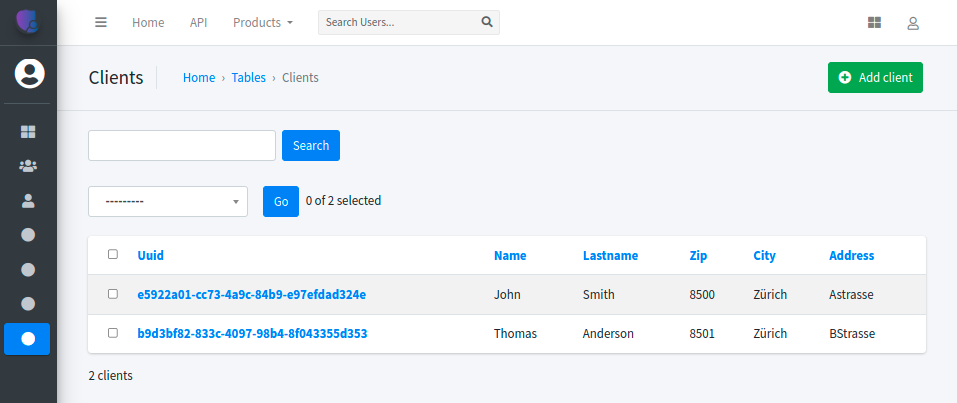 Home API Products Search Users...
Clients Home › Tables › Clients Add client
Search
--------- Go 0 of 2 selected
Uuid Name Lastname Zip City Address
e5922a01-cc73-4a9c-84b9-e97efdad324e John Smith 8500 Zürich Astrasse
b9d3bf82-833c-4097-98b4-8f043355d353 Thomas Anderson 8501 Zürich BStrasse
2 clients